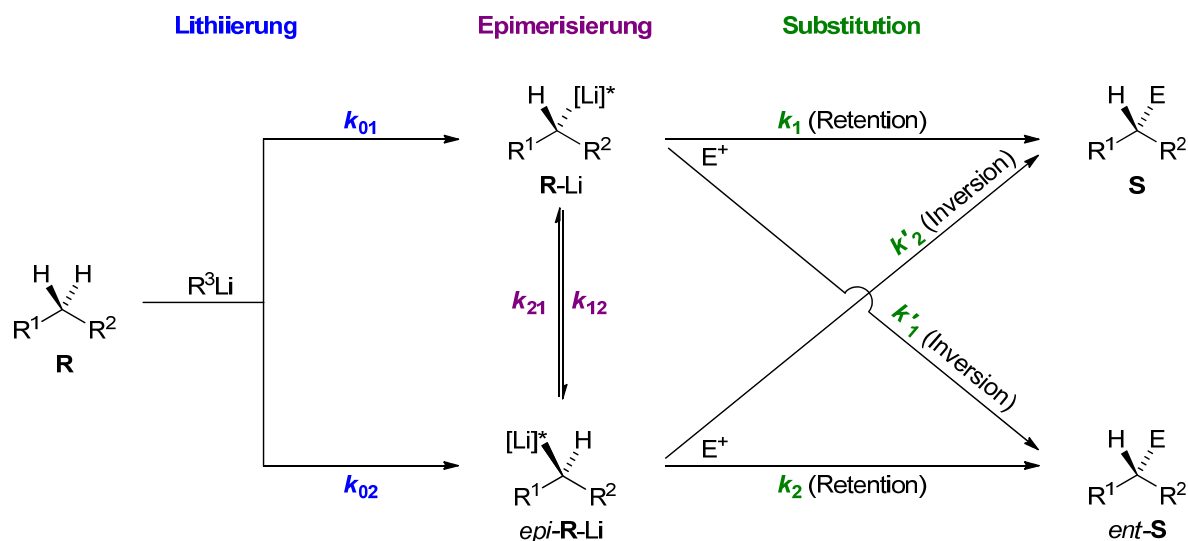 Lithiierung Epimerisierung Substitution
H [Li]*
k01 k1 (Retention) H E
R1 R2 E+ R1 R2
R-Li S
k'2 (Inversion)
H H R3Li
k21 k12
R1 R2 k'1 (Inversion)
R
[Li]* H E+ H E
k02 k2 (Retention)
R1 R2 R1 R2
epi-R-Li ent-S